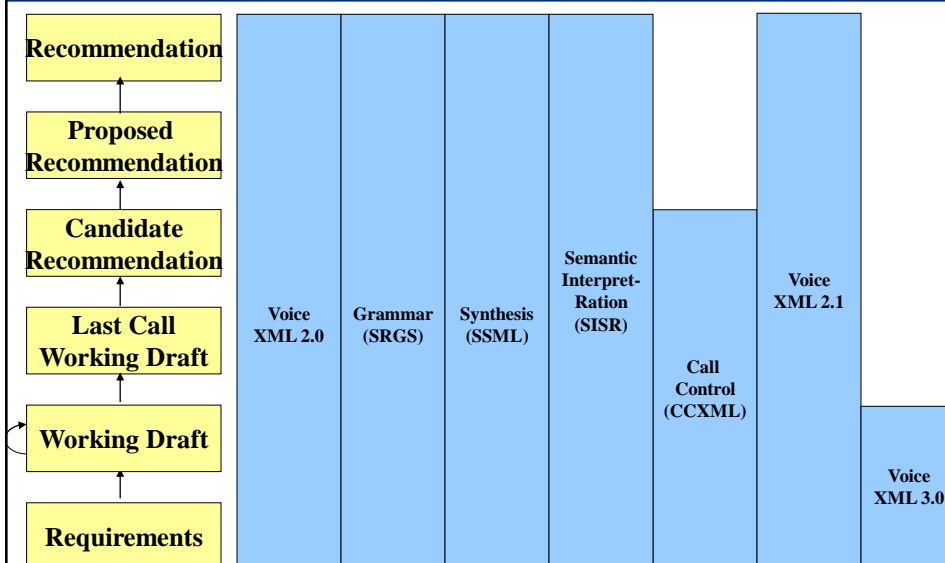 Recommendation
Proposed
Recommendation
Candidate
Recommendation
Last Call
Working Draft
Working Draft
Requirements
Voice
XML 2.0
Grammar
(SRGS)
Synthesis
(SSML)
Semantic
Interpret-
Ration
(SISR)
Call
Control
(CCXML)
Voice
XML 2.1
Voice
XML 3.0